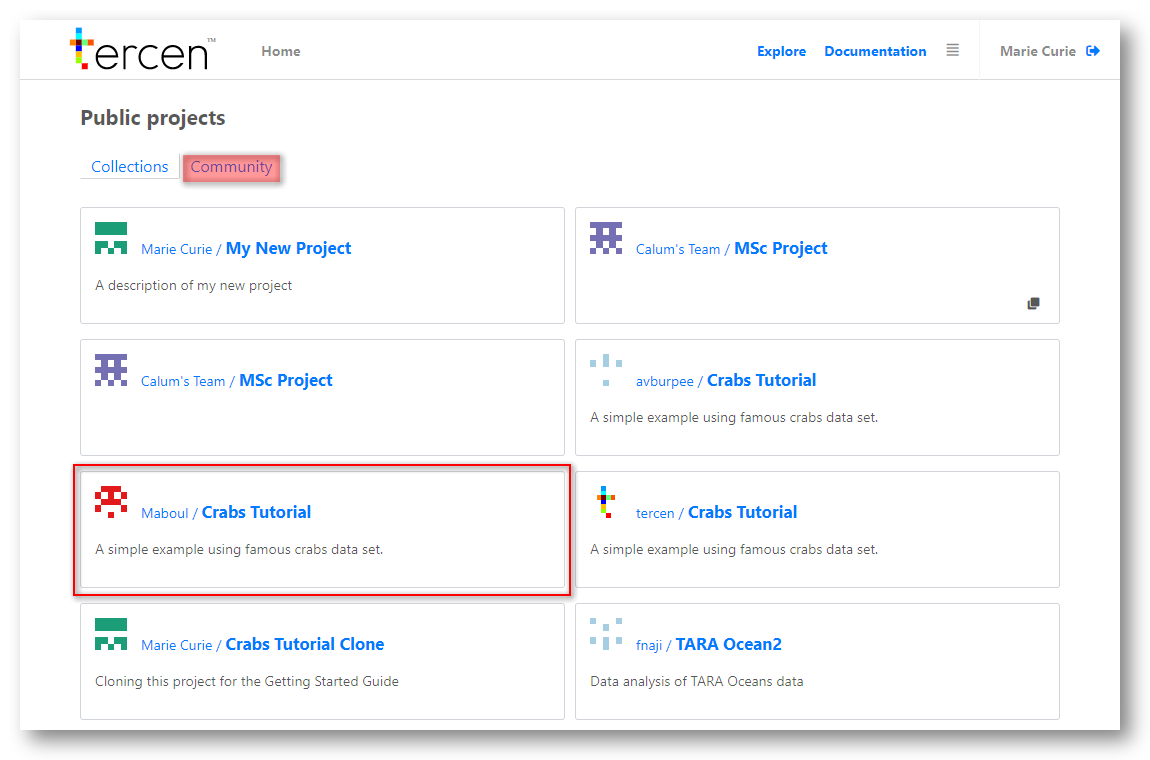 tercen™ Home Explore Documentation Marie Curie
Public projects
Collections Community
Marie Curie / My New Project
A description of my new project
Calum's Team / MSc Project
Calum's Team / MSc Project
avburpee / Crabs Tutorial
A simple example using famous crabs data set.
Maboul / Crabs Tutorial
A simple example using famous crabs data set.
tercen / Crabs Tutorial
A simple example using famous crabs data set.
Marie Curie / Crabs Tutorial Clone
Cloning this project for the Getting Started Guide
fnaji / TARA Ocean2
Data analysis of TARA Oceans data